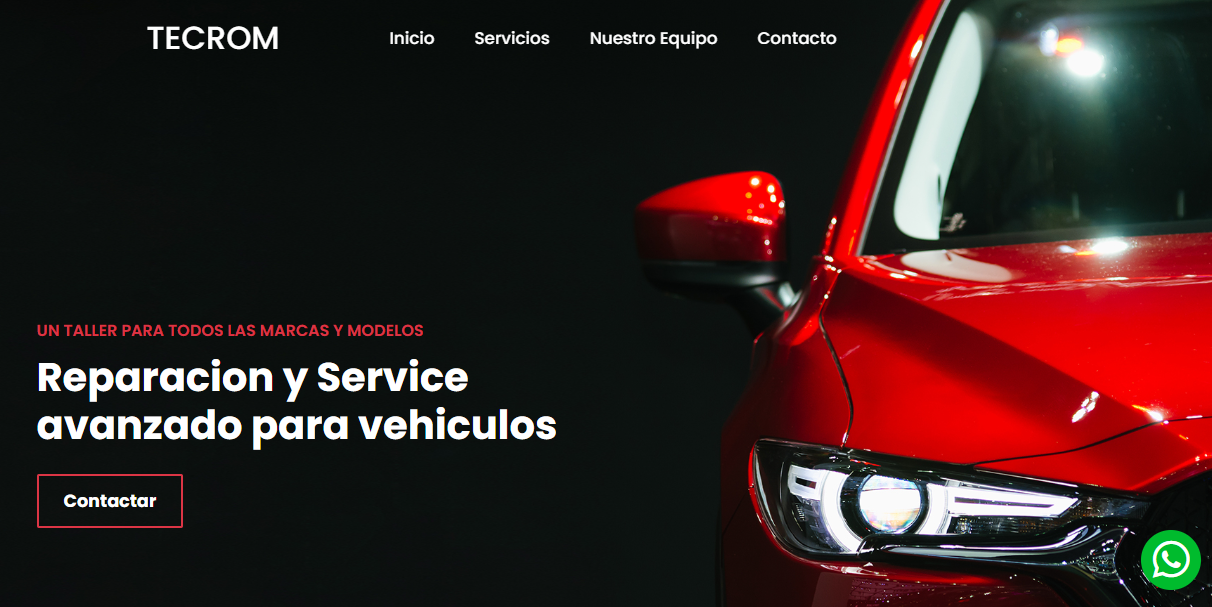 TECROM
Inicio Servicios Nuestro Equipo Contacto
UN TALLER PARA TODOS LAS MARCAS Y MODELOS
Reparacion y Service
avanzado para vehiculos
Contactar